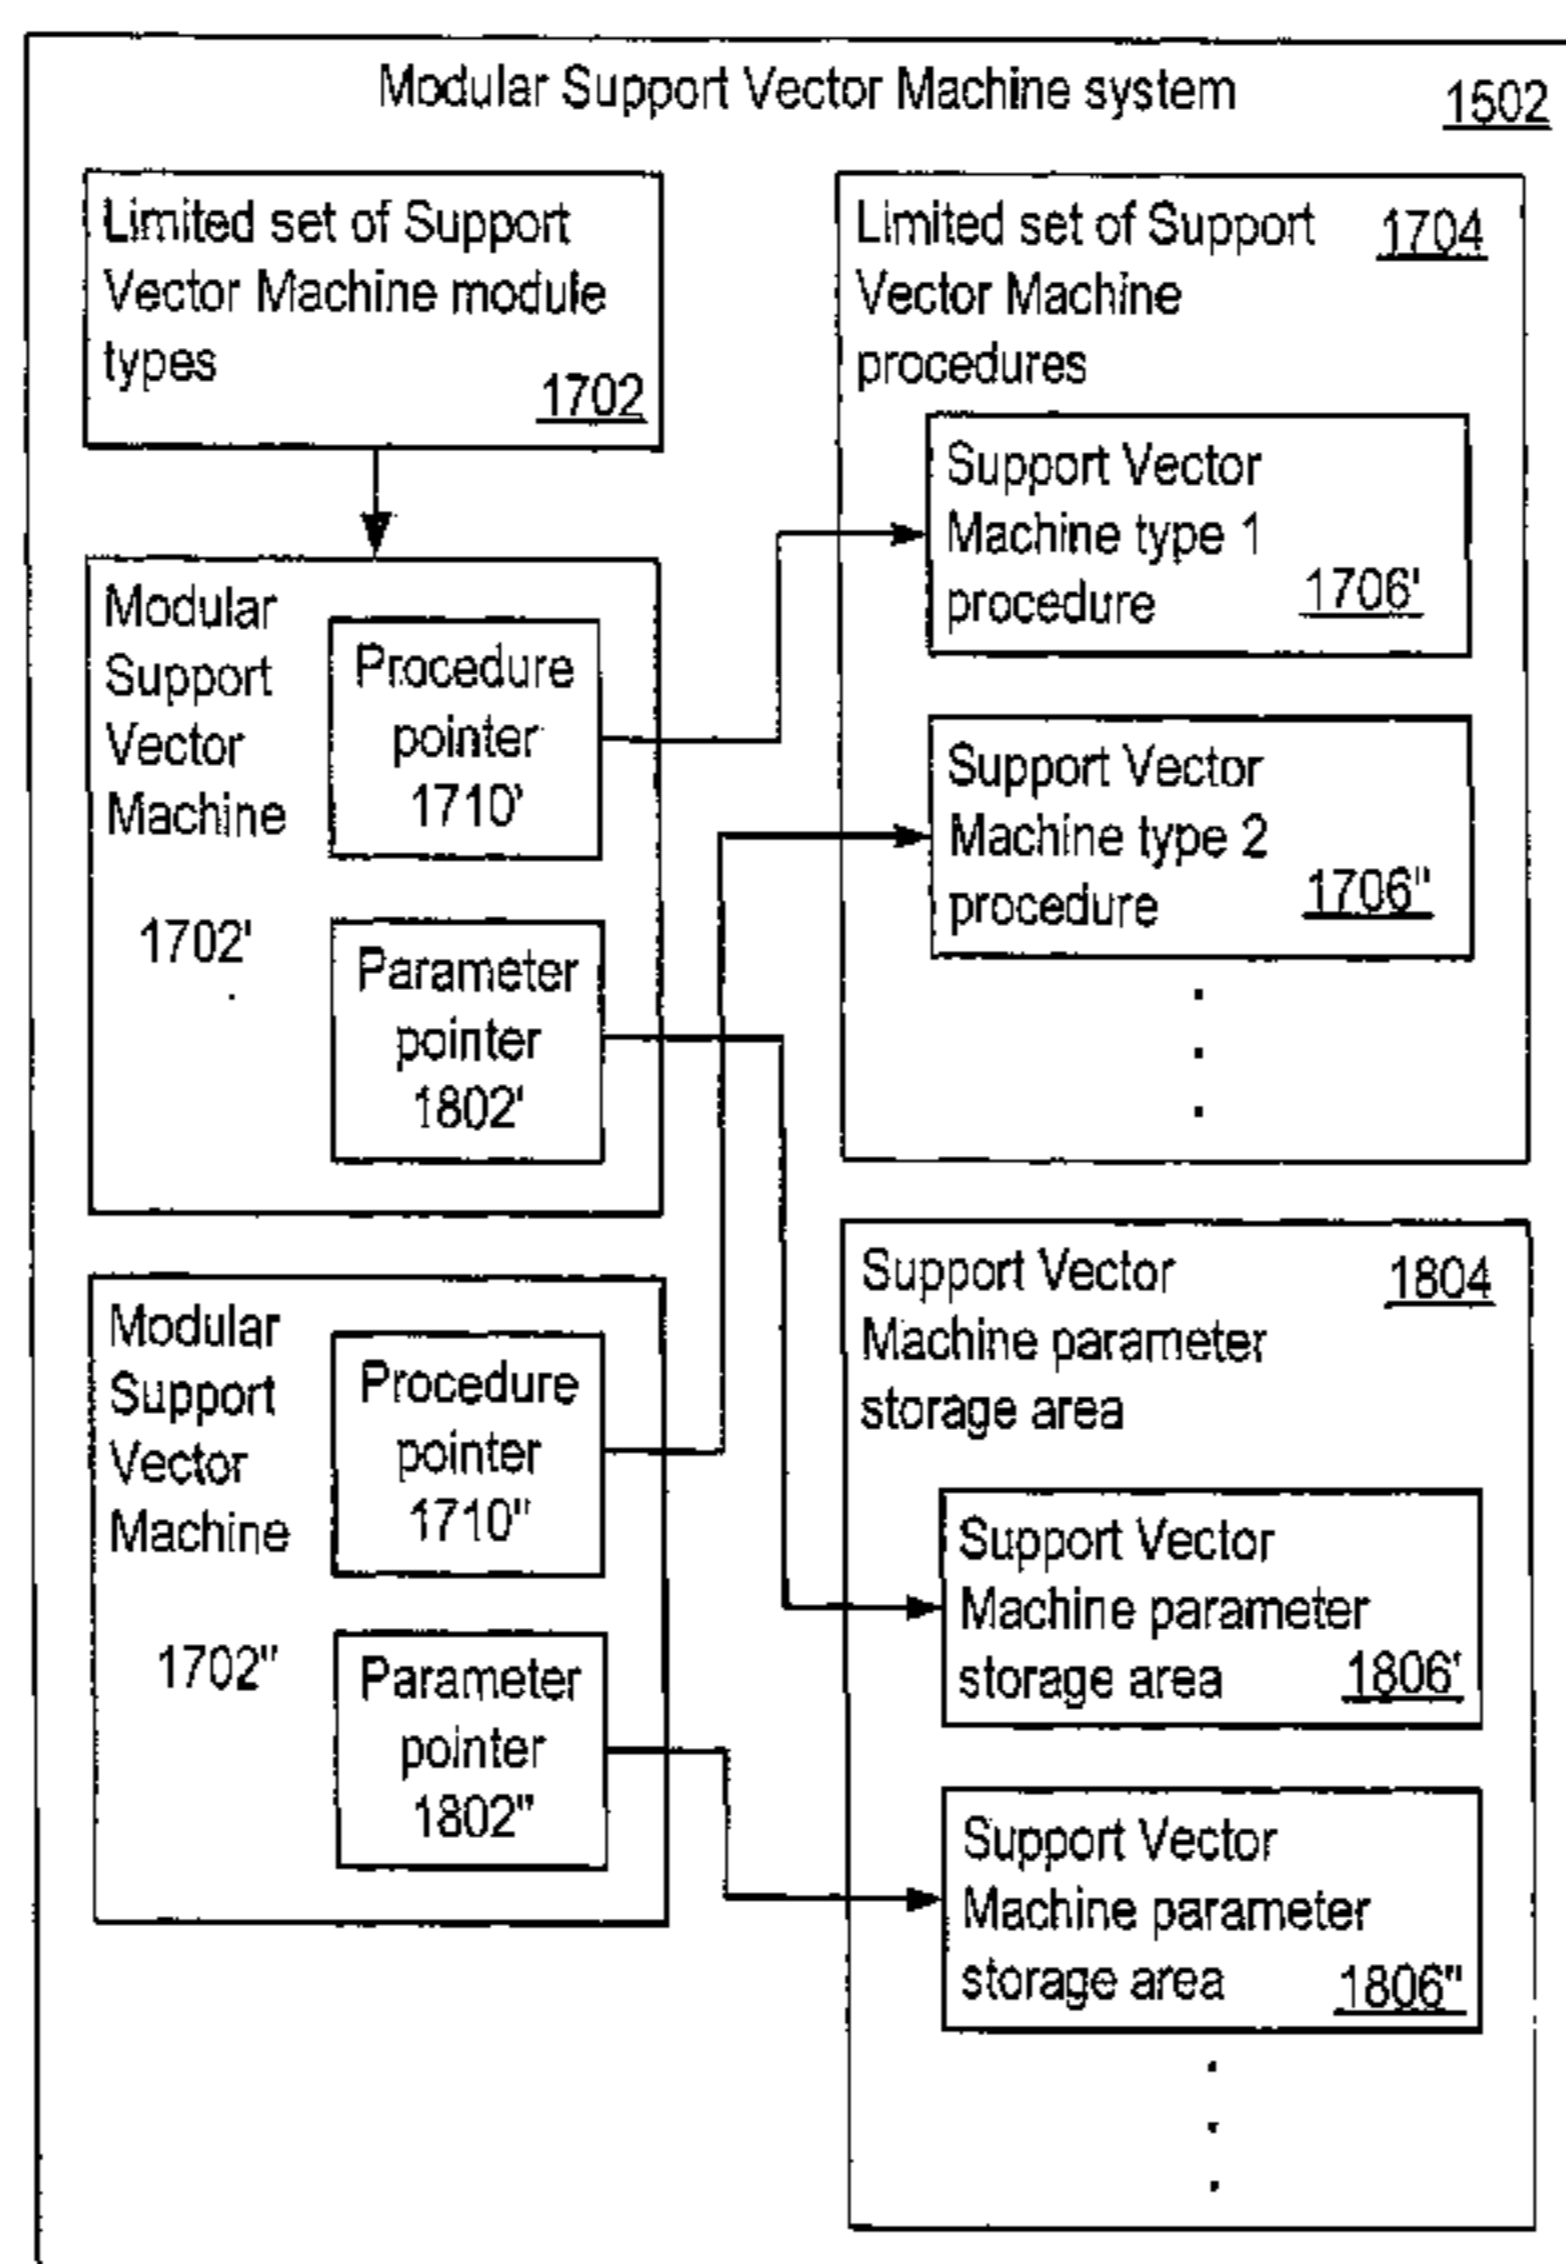 Modular Support Vector Machine system
1502
Limited set of Support
Vector Machine module
types
1702
Limited set of Support
1704
Vector Machine
procedures
Support Vector
Machine type 1
procedure
1706'
Support Vector
Machine type 2
procedure
1706"
Modular
Support
Vector
Machine
1702'
Procedure
pointer
1710'
Parameter
pointer
1802'
Modular
Support
Vector
Machine
1702"
Procedure
pointer
1710"
Parameter
pointer
1802"
Support Vector
1804
Machine parameter
storage area
Support Vector
Machine parameter
storage area
1806'
Support Vector
Machine parameter
storage area
1806"